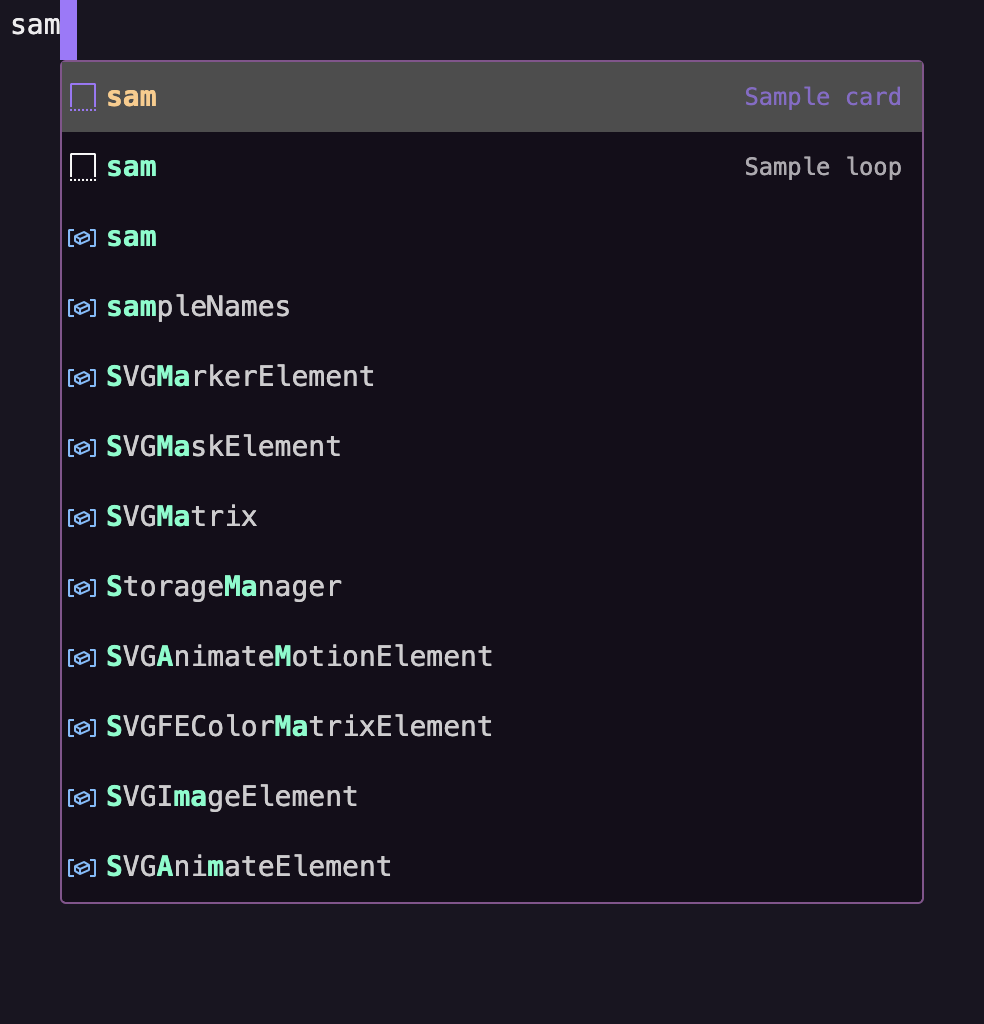 sam
sam Sample card
sam Sample loop
sam
sampleNames
SVGMarkerElement
SVGMaskElement
SVGMatrix
StorageManager
SVGAnimateMotionElement
SVGFEColorMatrixElement
SVGImageElement
SVGAnimateElement